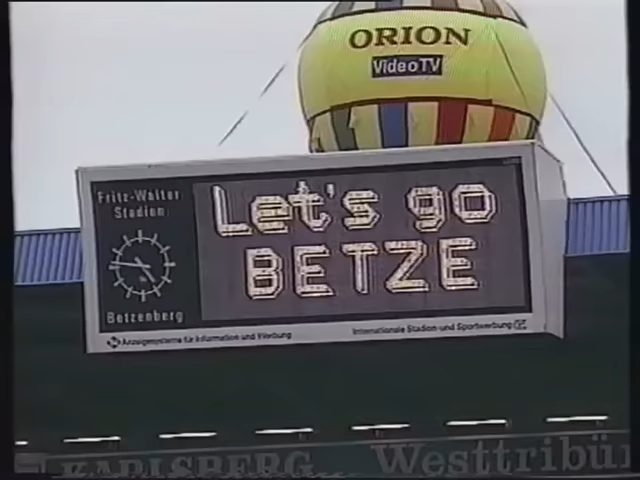 ORION
VideoTV
Fritz-Walter
Stadion
Betzenberg
Let's go
BETZE
Anzeigesysteme für Information und Werbung
Internationale Stadion- und Sportwerbung
KARLSBERG
Westtribü